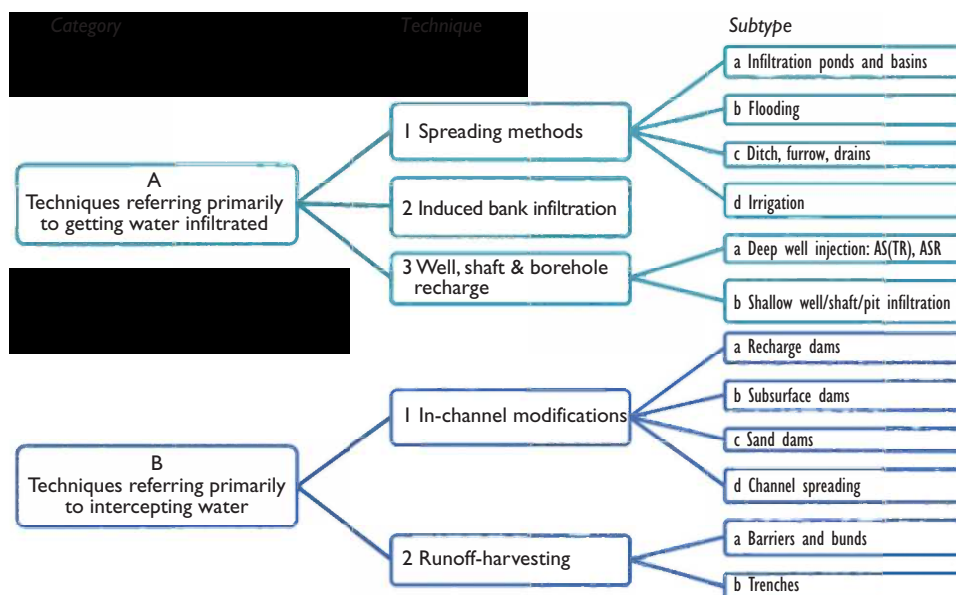 Category
Technique
Subtype
a Infiltration ponds and basins
b Flooding
1 Spreading methods
c Ditch, furrow, drains
d Irrigation
A
Techniques referring primarily
to getting water infiltrated
2 Induced bank infiltration
3 Well, shaft & borehole
recharge
a Deep well injection: AS(TR), ASR
b Shallow well/shaft/pit infiltration
a Recharge dams
b Subsurface dams
1 In-channel modifications
c Sand dams
d Channel spreading
B
Techniques referring primarily
to intercepting water
2 Runoff-harvesting
a Barriers and bunds
b Trenches